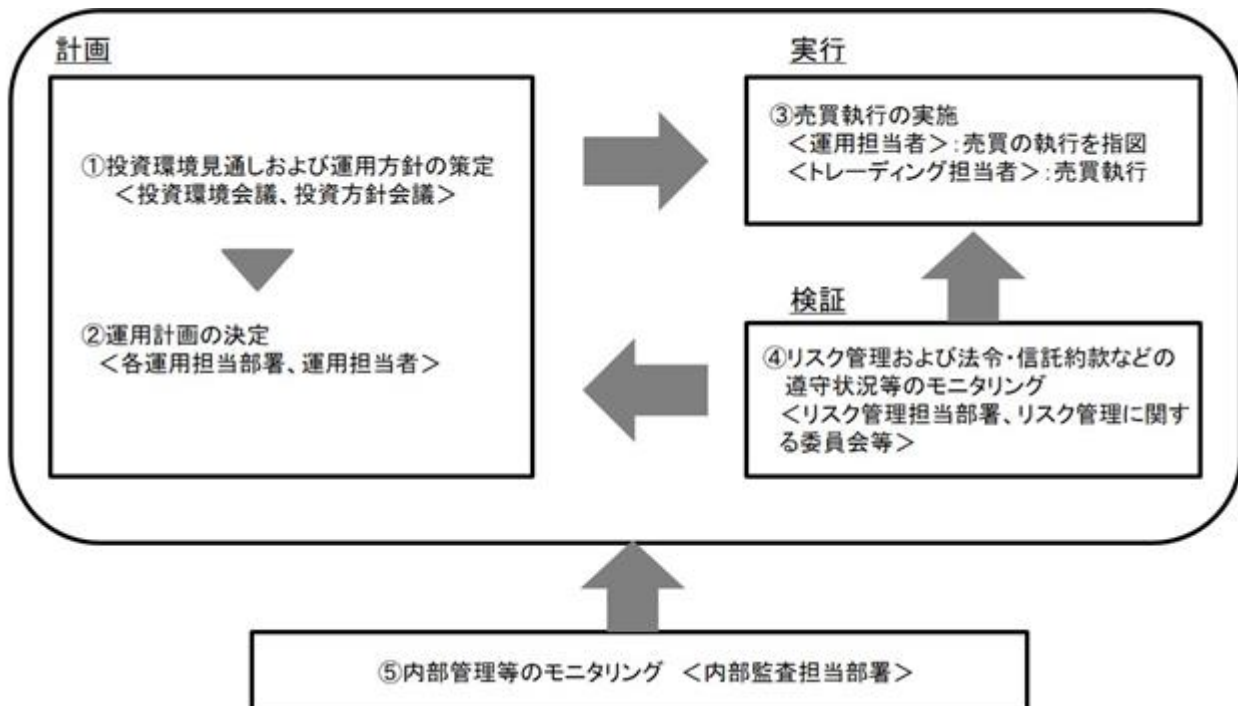 計画
①投資環境見通しおよび運用方針の策定
＜投資環境会議、投資方針会議＞
②運用計画の決定
＜各運用担当部署、運用担当者＞
実行
③売買執行の実施
＜運用担当者＞：売買の執行を指図
＜トレーディング担当者＞：売買執行
検証
④リスク管理および法令・信託約款などの
遵守状況等のモニタリング
＜リスク管理担当部署、リスク管理に関す
る委員会等＞
⑤内部管理等のモニタリング　＜内部監査担当部署＞